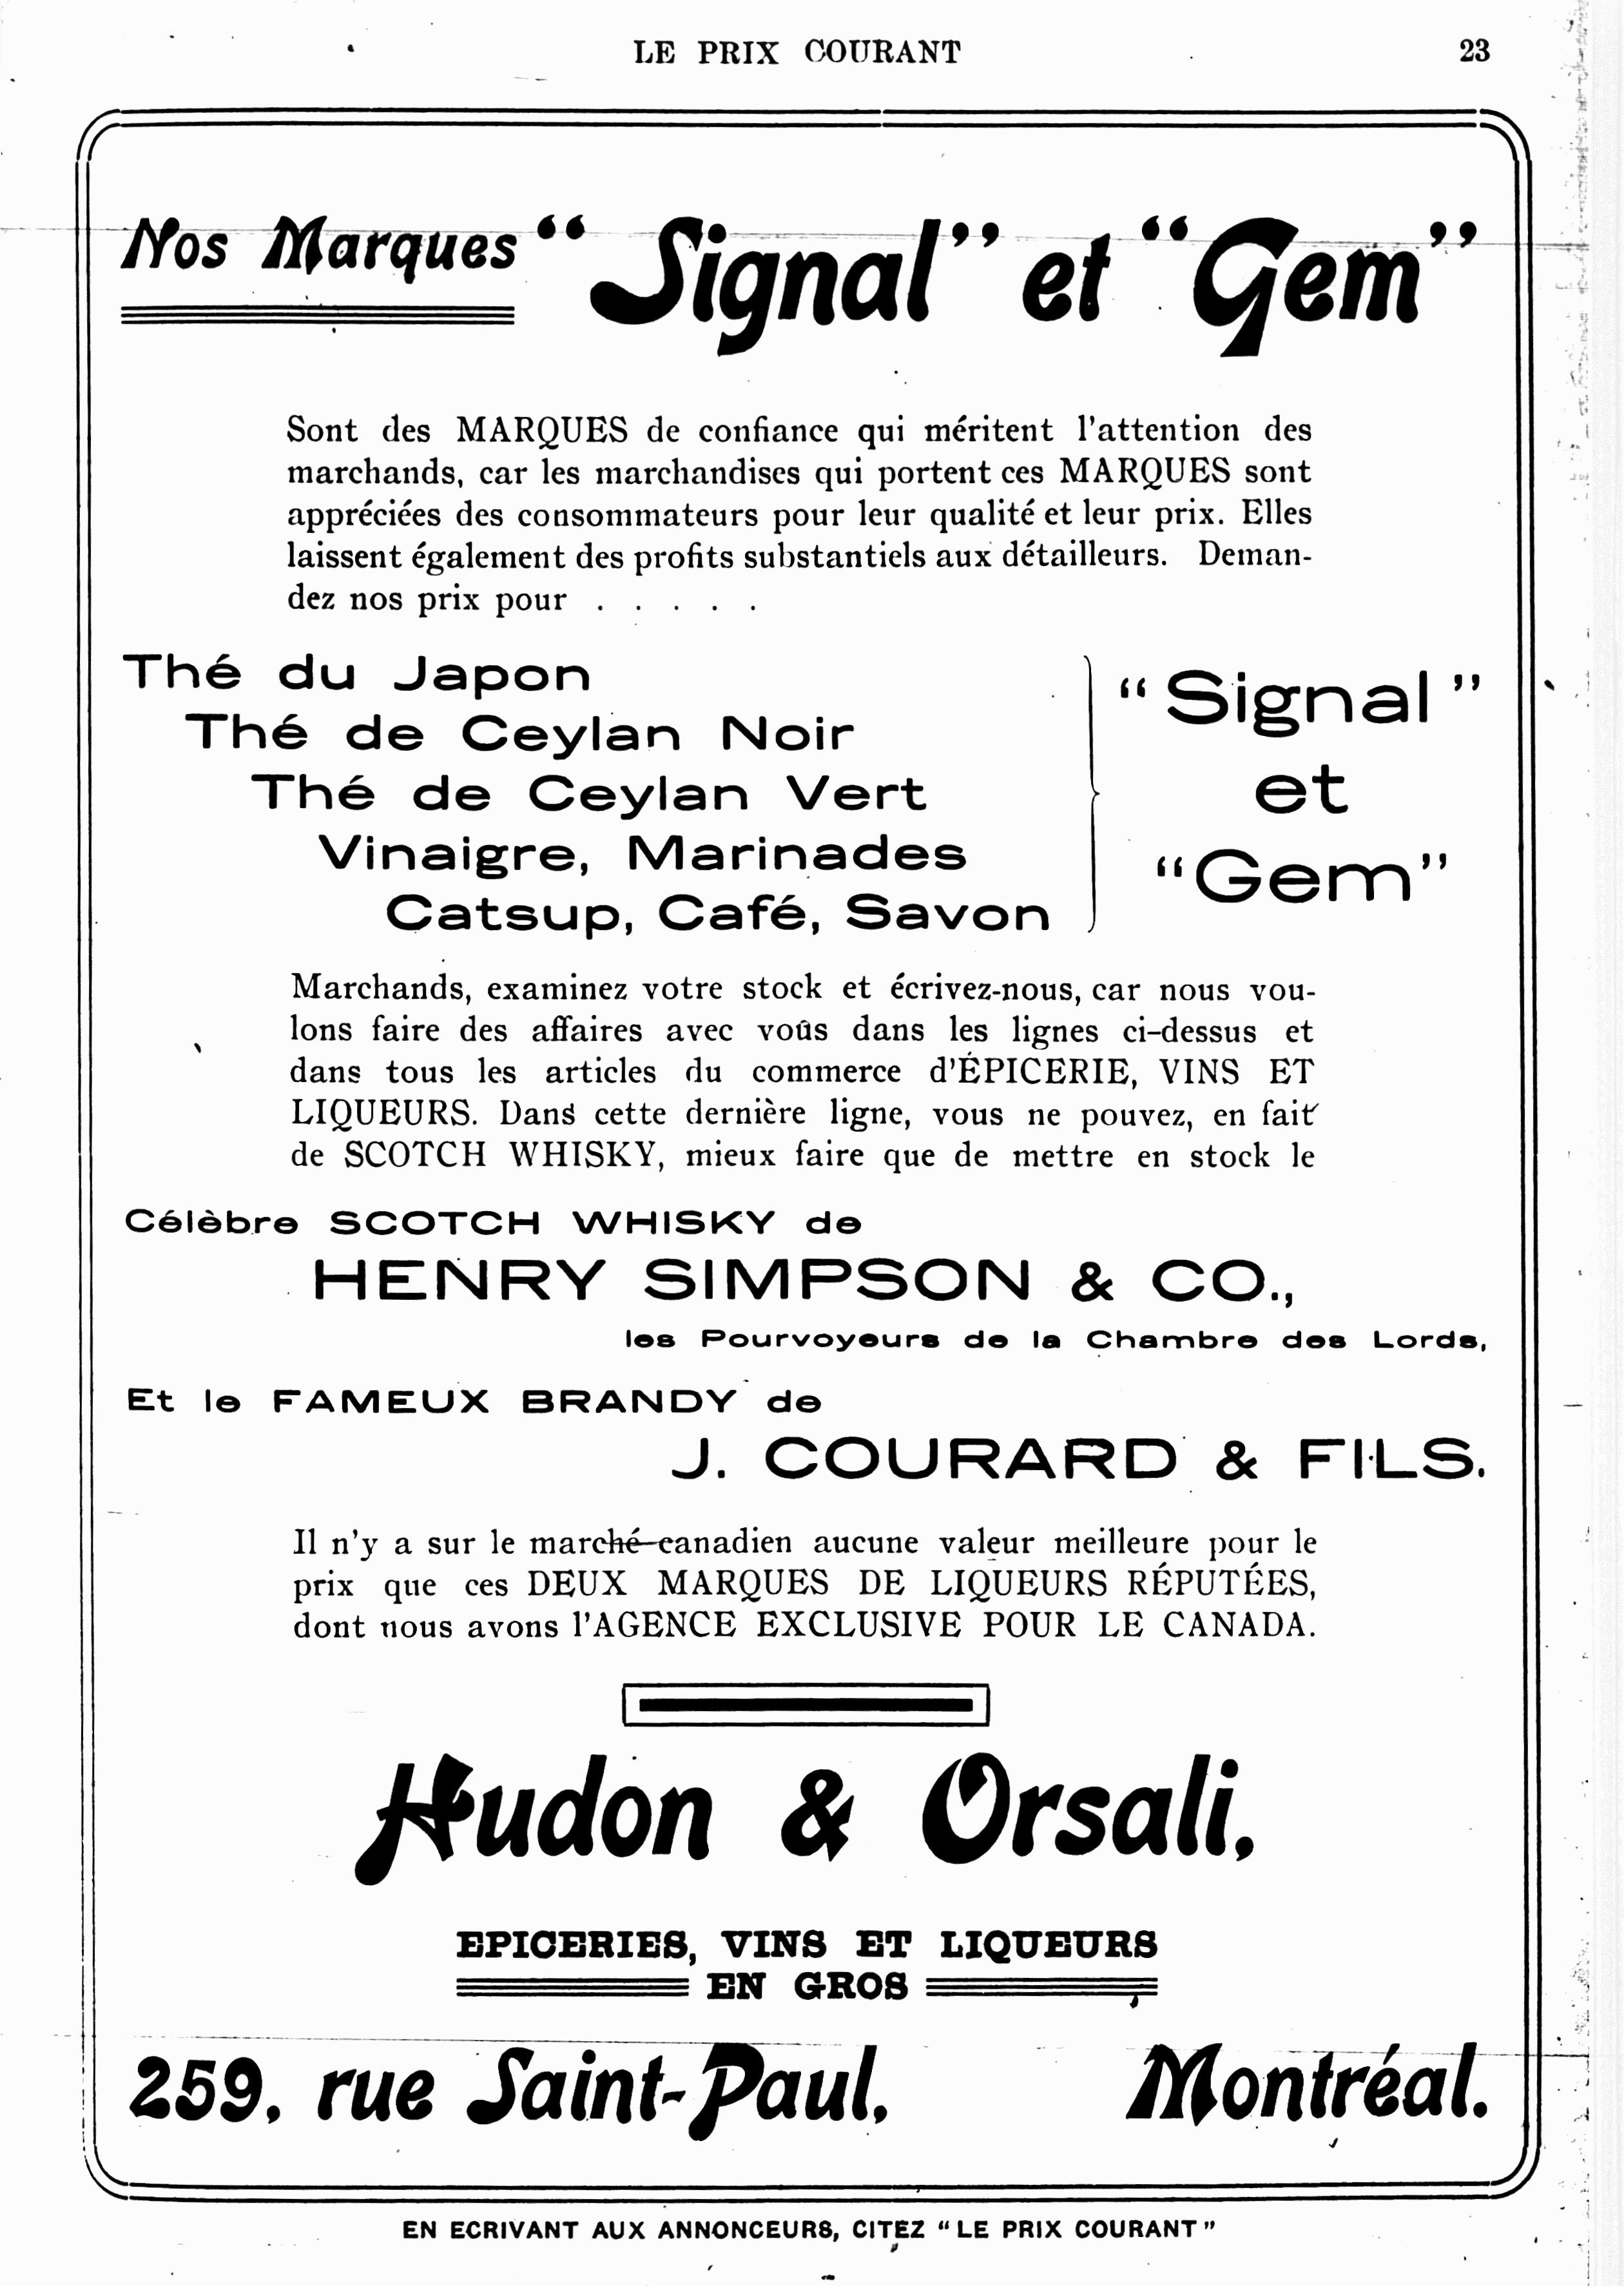 LE PRIX COURANT 23
Nos Marques “Signal” et “Gem”
Sont des MARQUES de confiance qui méritent l'attention des
marchands, car les marchandises qui portent ces MARQUES sont
appréciées des consommateurs pour leur qualité et leur prix. Elles
laissent également des profits substantiels aux détailleurs. Deman-
dez nos prix pour . . . . .
Thé du Japon
Thé de Ceylan Noir
Thé de Ceylan Vert
Vinaigre, Marinades
Catsup, Café, Savon
“Signal”
et
“Gem”
Marchands, examinez votre stock et écrivez-nous, car nous vou-
lons faire des affaires avec vous dans les lignes ci-dessus et
dans tous les articles du commerce d'ÉPICERIE, VINS ET
LIQUEURS. Dans cette dernière ligne, vous ne pouvez, en fait
de SCOTCH WHISKY, mieux faire que de mettre en stock le
Célèbre SCOTCH WHISKY de
HENRY SIMPSON & CO.,
les Pourvoyeurs de la Chambre des Lords,
Et le FAMEUX BRANDY de
J. COURARD & FILS.
Il n'y a sur le marché canadien aucune valeur meilleure pour le
prix que ces DEUX MARQUES DE LIQUEURS RÉPUTÉES,
dont nous avons l'AGENCE EXCLUSIVE POUR LE CANADA.
Hudon & Orsali,
EPICERIES, VINS ET LIQUEURS
EN GROS
259, rue Saint-Paul, Montréal.
EN ECRIVANT AUX ANNONCEURS, CITEZ “LE PRIX COURANT”